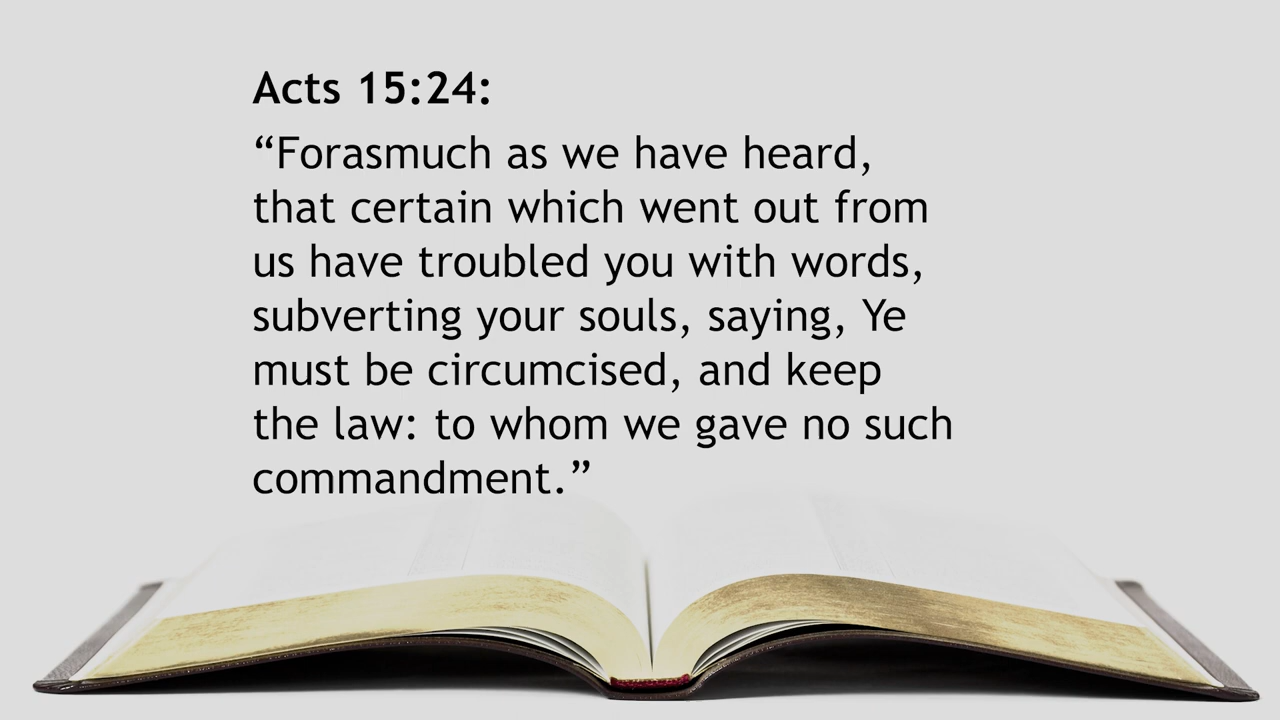 Acts 15:24:
“Forasmuch as we have heard,
that certain which went out from
us have troubled you with words,
subverting your souls, saying, Ye
must be circumcised, and keep
the law: to whom we gave no such
commandment.”